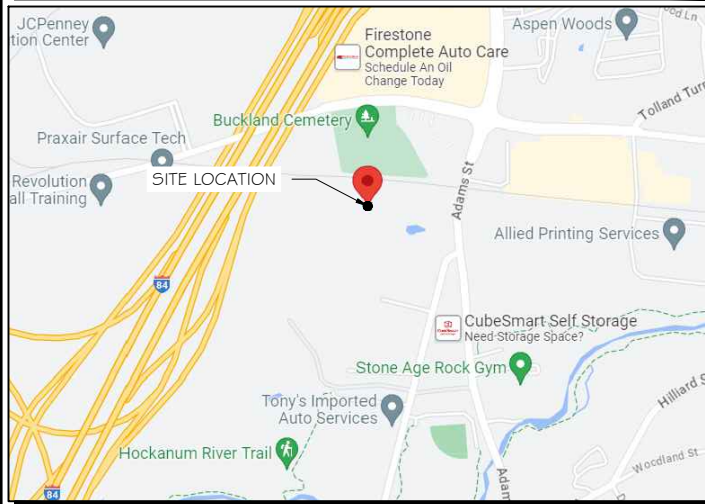 JCPenney
tion Center
Firestone
Complete Auto Care
Schedule An Oil
Change Today
Aspen Woods
Buckland Cemetery
Tolland Tur
Praxair Surface Tech
Revolution
all Training
SITE LOCATION
Adams St
Allied Printing Services
84
CubeSmart Self Storage
Need Storage Space?
Stone Age Rock Gym
Tony's Imported
Auto Services
Hilliard S
Hockanum River Trail
Woodland St
Adam
84